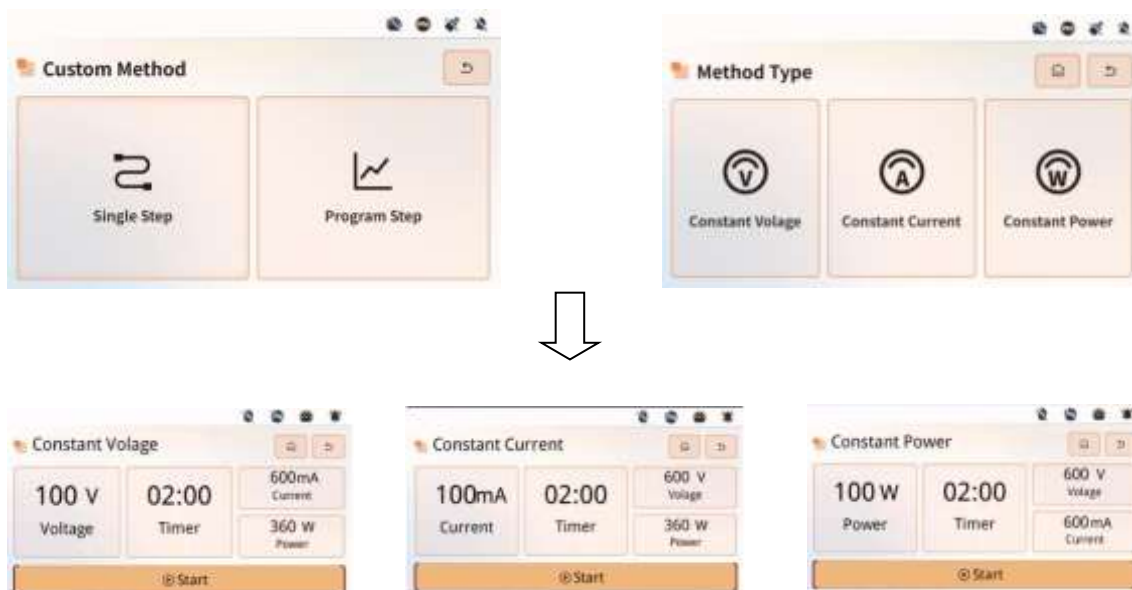 Custom Method
Single Step
Program Step
Method Type
V
Constant Volage
A
Constant Current
W
Constant Power
Constant Volage
100 V
Voltage
02:00
Timer
600mA
Current
360 W
Power
Start
Constant Current
100mA
Current
02:00
Timer
600 V
Volage
360 W
Power
Start
Constant Power
100 W
Power
02:00
Timer
600 V
Volage
600mA
Current
Start